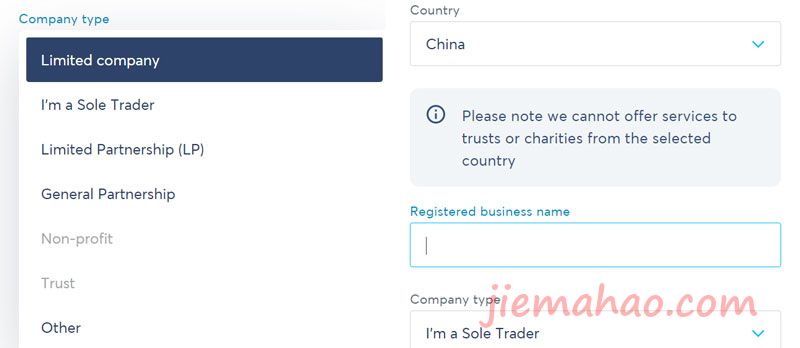 Company type
Limited company
I'm a Sole Trader
Limited Partnership (LP)
General Partnership
Non-profit
Trust
Other
Country
China
Please note we cannot offer services to
trusts or charities from the selected
country
Registered business name
Company type
I'm a Sole Trader
jiemahao.com